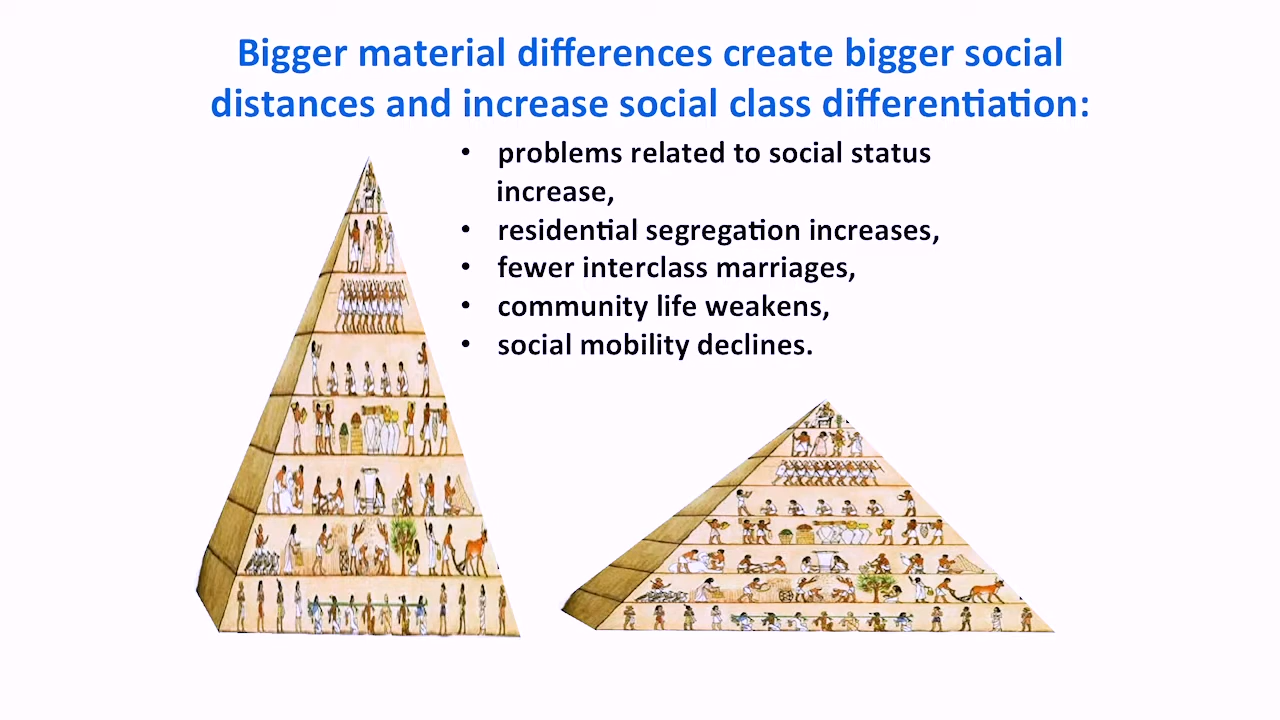 Bigger material differences create bigger social
distances and increase social class differentiation:
• problems related to social status
increase,
• residential segregation increases,
• fewer interclass marriages,
• community life weakens,
• social mobility declines.